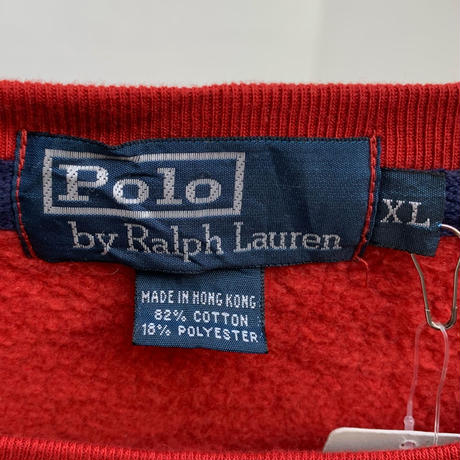 Polo
by Ralph Lauren
XL
MADE IN HONG KONG
82% COTTON
18% POLYESTER